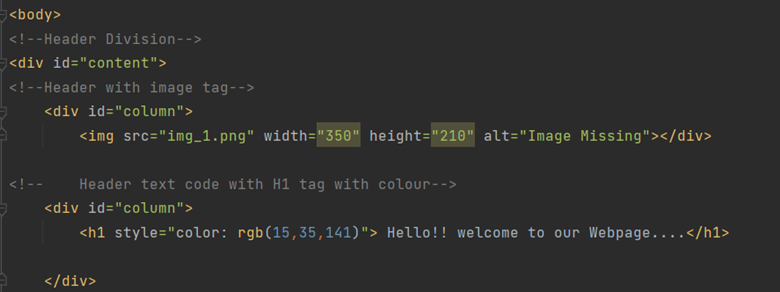 <body>
<!--Header Division-->
<div id="content">
<!--Header with image tag-->
<div id="column">
<img src="img_1.png" width="350" height="210" alt="Image Missing"></div>
<!--    Header text code with H1 tag with colour-->
<div id="column">
<h1 style="color: rgb(15,35,141)"> Hello!! welcome to our Webpage....</h1>
</div>